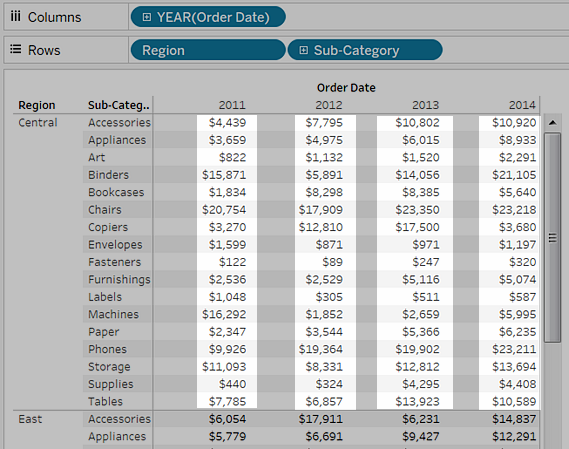 Columns YEAR(Order Date)
Rows Region Sub-Category
Order Date
Region Sub-Categ.. 2011 2012 2013 2014
Central Accessories $4,439 $7,795 $10,802 $10,920
Appliances $3,659 $4,975 $6,015 $8,933
Art $822 $1,132 $1,520 $2,291
Binders $15,871 $5,891 $14,056 $21,105
Bookcases $1,834 $8,298 $8,385 $5,640
Chairs $20,754 $17,909 $23,350 $23,218
Copiers $3,270 $12,810 $17,500 $3,680
Envelopes $1,599 $871 $971 $1,197
Fasteners $122 $89 $247 $320
Furnishings $2,536 $2,529 $5,116 $5,074
Labels $1,048 $305 $511 $587
Machines $16,292 $1,852 $2,659 $5,995
Paper $2,347 $3,544 $5,366 $6,235
Phones $9,926 $19,364 $19,902 $23,211
Storage $11,093 $8,331 $12,812 $13,694
Supplies $440 $324 $4,295 $4,408
Tables $7,785 $6,857 $13,923 $10,589
East Accessories $6,054 $17,911 $6,231 $14,837
Appliances $5,779 $6,691 $9,427 $12,291